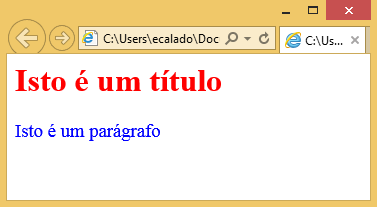 C:\Users\ecalado\Doc
C:\Us...
Isto é um título
Isto é um parágrafo